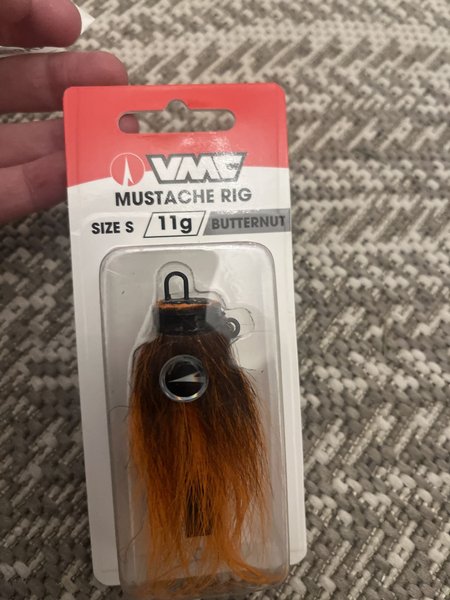 VMC
MUSTACHE RIG
SIZE S 11g BUTTERNUT